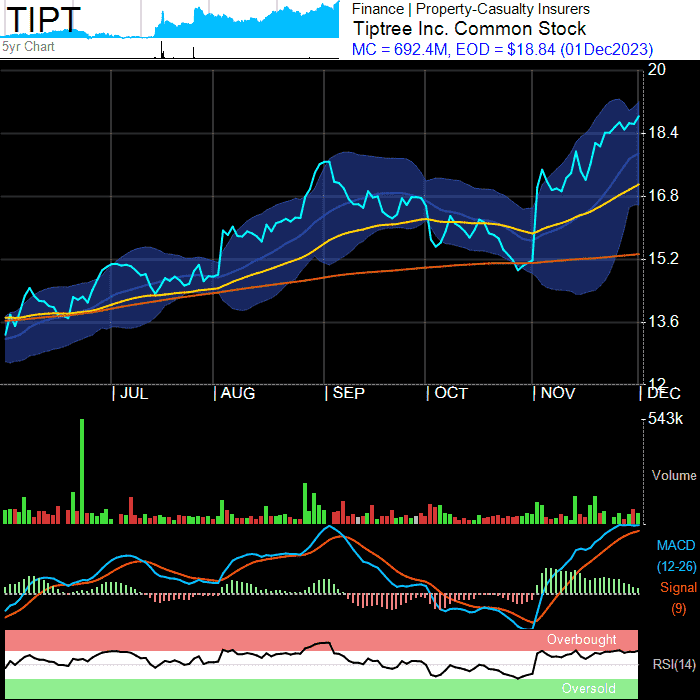 TIPT
5yr Chart
Finance | Property-Casualty Insurers
Tiptree Inc. Common Stock
MC = 692.4M, EOD = $18.84 (01Dec2023)
20
18.4
16.8
15.2
13.6
12
| JUL | AUG | SEP | OCT | NOV | DEC
543k
Volume
MACD
(12-26)
Signal
(9)
Overbought
RSI(14)
Oversold